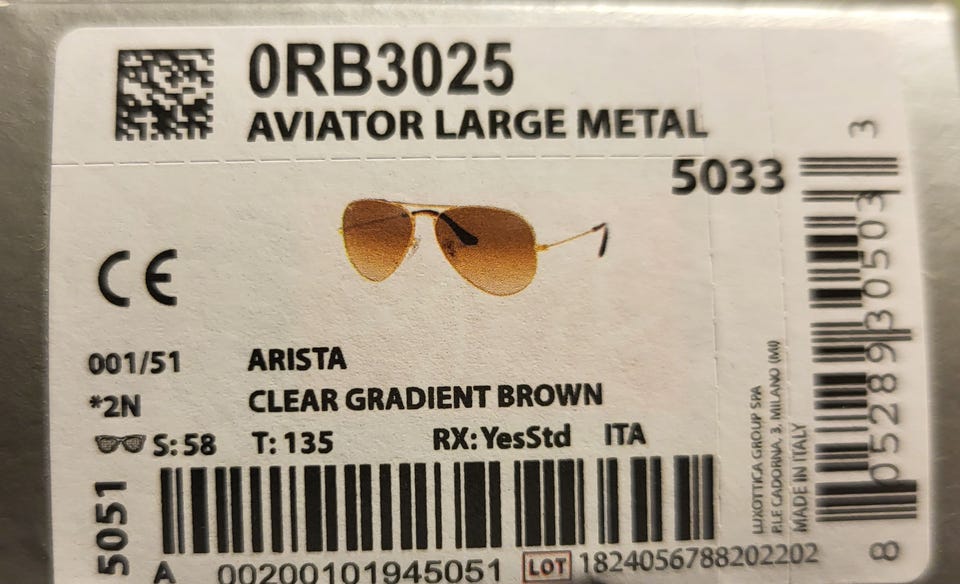 0RB3025
AVIATOR LARGE METAL
5033
CE
001/51 ARISTA
*2N CLEAR GRADIENT BROWN
S: 58 T: 135 RX: YesStd ITA
5051
A 00200101945051 LOT 1824056788202202
LUXOTTICA GROUP SPA
P.LE CADORNA, 3, MILANO (MI)
MADE IN ITALY
8 05289 30503 3